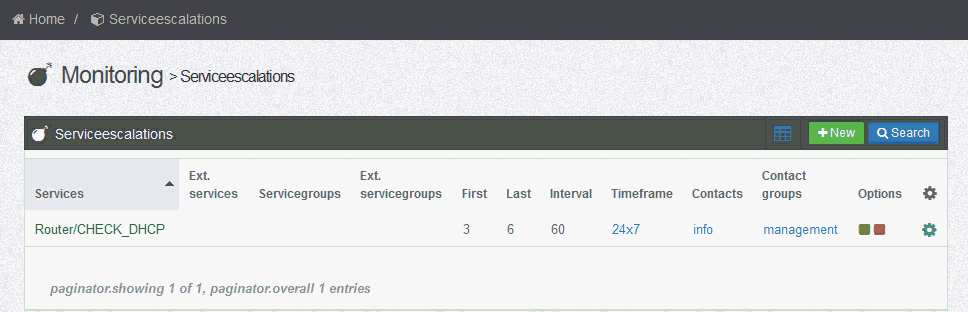 Home / Serviceescalations
Monitoring > Serviceescalations
Serviceescalations New Search
Services Ext. services Servicegroups Ext. servicegroups First Last Interval Timeframe Contacts Contact groups Options
Router/CHECK_DHCP 3 6 60 24x7 info management
paginator.showing 1 of 1, paginator.overall 1 entries